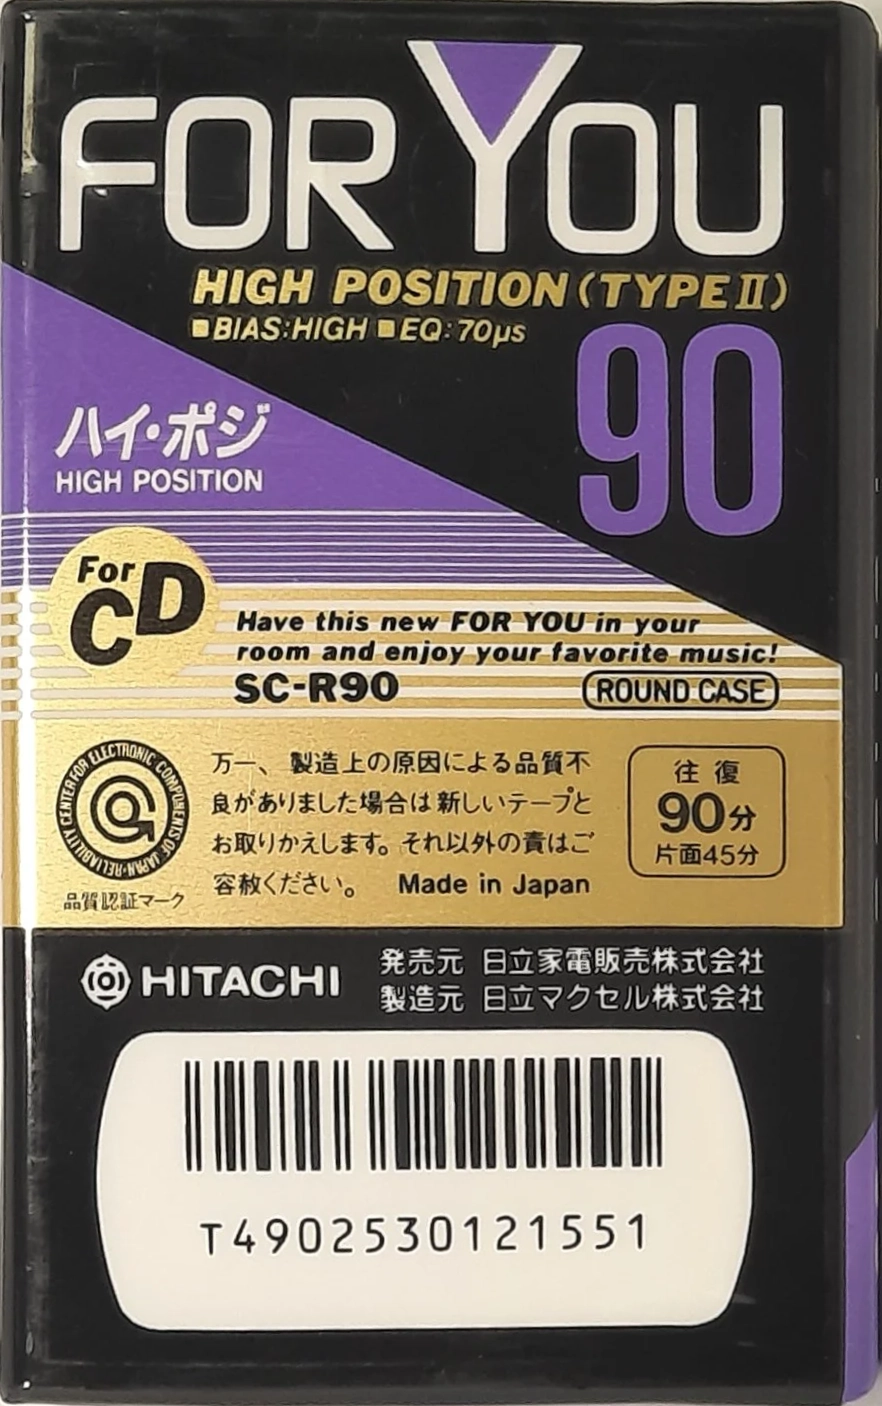 FOR YOU
HIGH POSITION (TYPE II)
■BIAS:HIGH ■EQ:70µs
90
ハイ・ポジ
HIGH POSITION
For
CD
Have this new FOR YOU in your
room and enjoy your favorite music!
SC-R90
ROUND CASE
RELIABILITY CENTER FOR ELECTRONIC COMPONENTS OF JAPAN
品質認証マーク
万一、製造上の原因による品質不
良がありました場合は新しいテープと
お取りかえします。それ以外の責はご
容赦ください。 Made in Japan
往復
90分
片面45分
HITACHI
発売元 日立家電販売株式会社
製造元 日立マクセル株式会社
T4902530121551